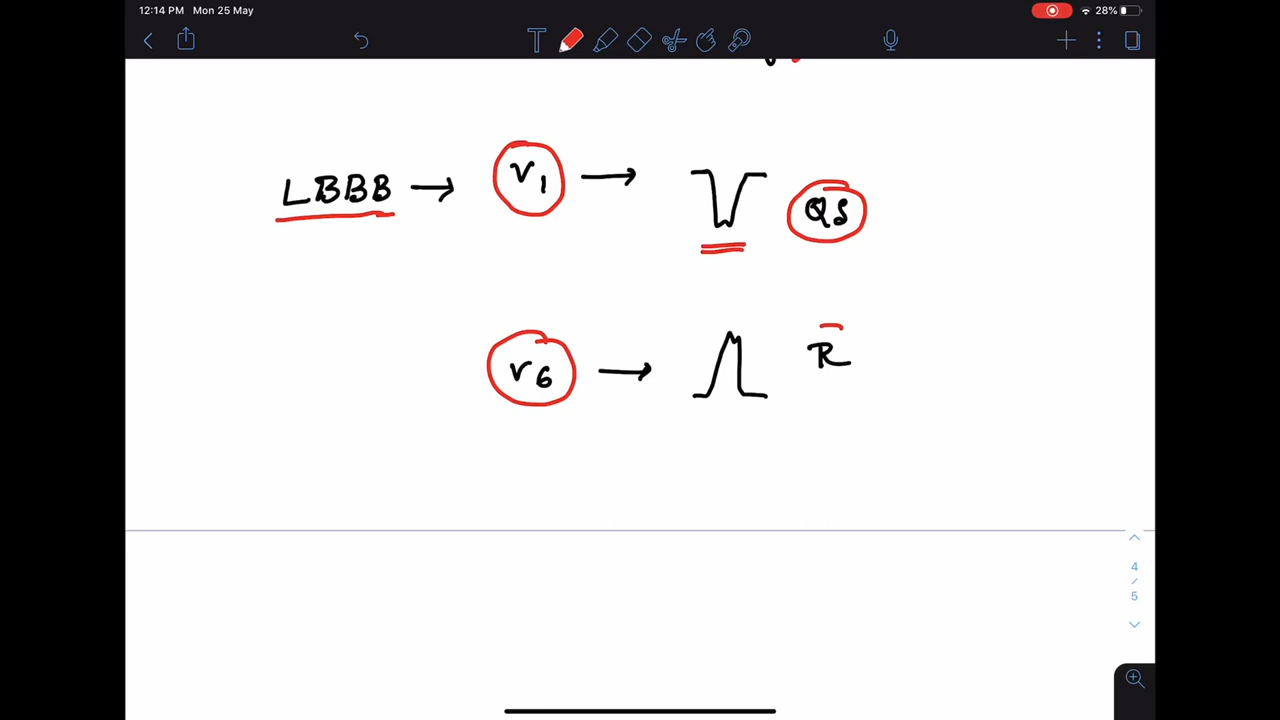 12:14 PM Mon 25 May 28%
T
LBBB → V1 → QS
V6 → R
4
/
5